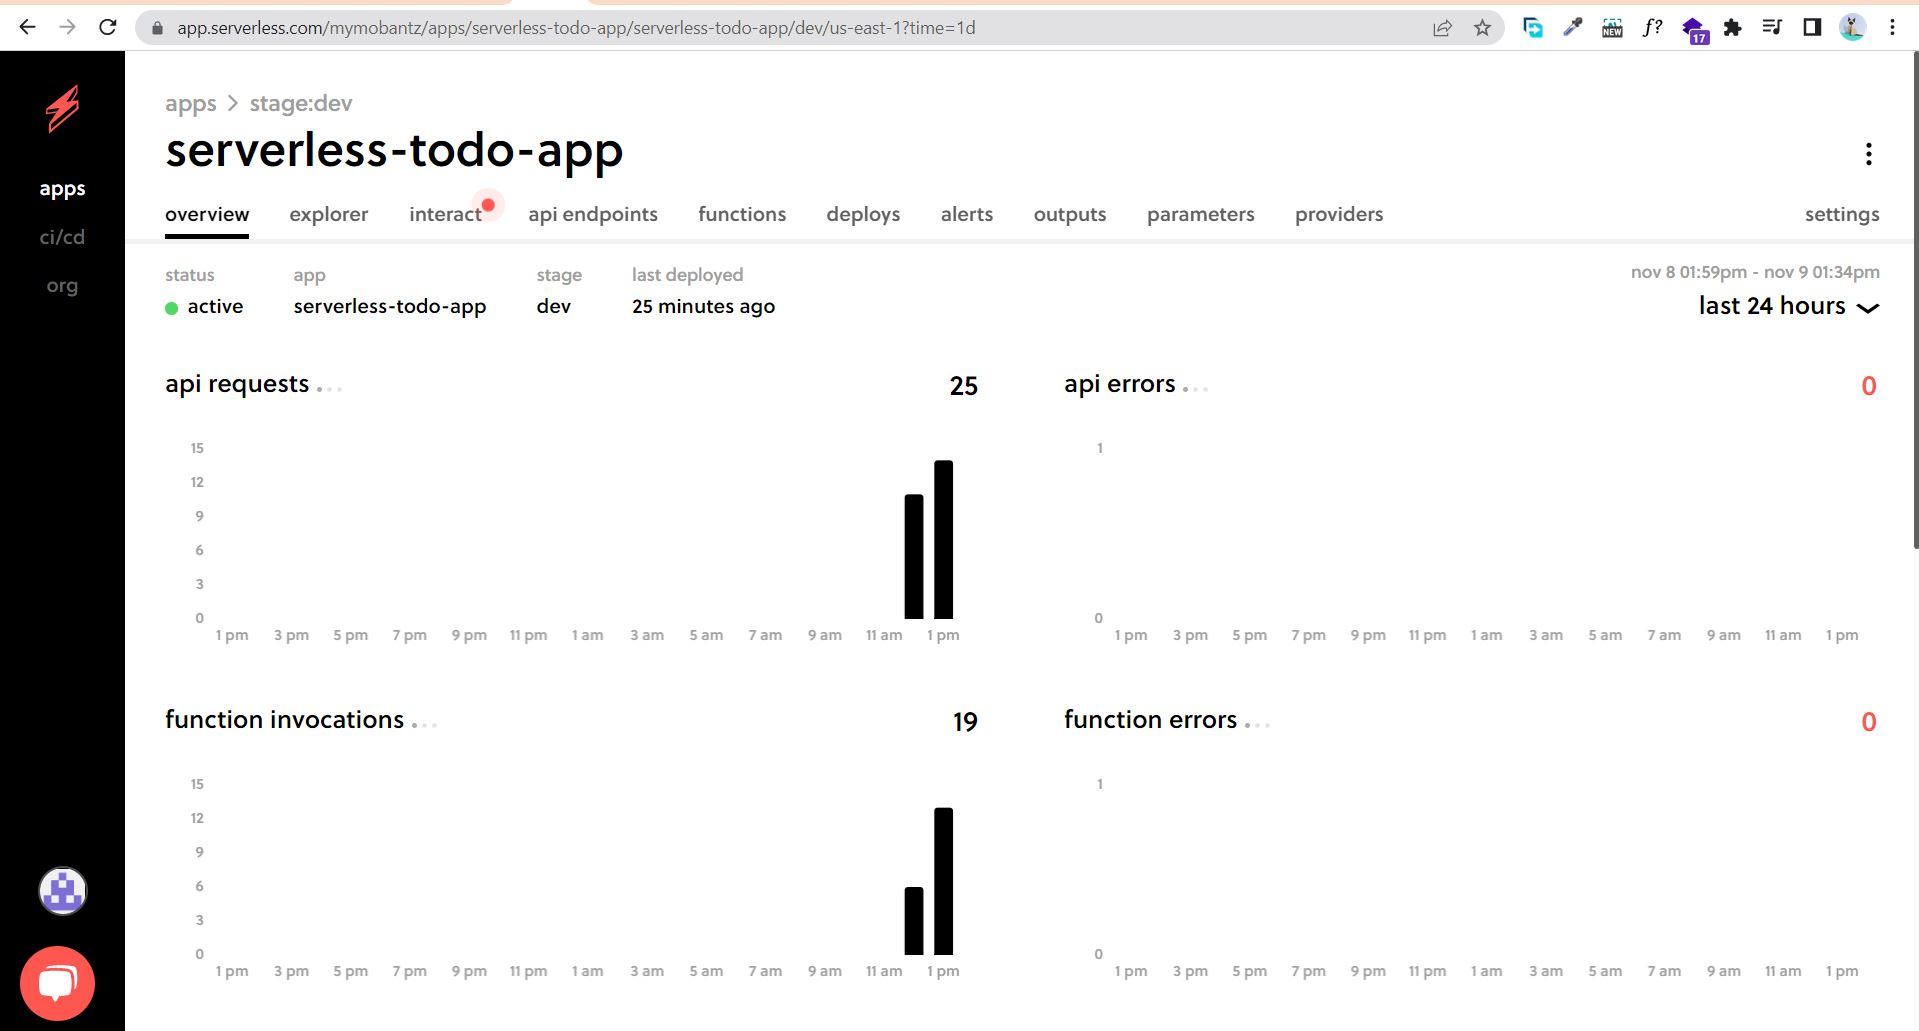 app.serverless.com/mymobantz/apps/serverless-todo-app/serverless-todo-app/dev/us-east-1?time=1d
NEW
f?
17
apps > stage:dev
serverless-todo-app
apps
ci/cd
org
overview explorer interact api endpoints functions deploys alerts outputs parameters providers settings
status app stage last deployed
active serverless-todo-app dev 25 minutes ago
nov 8 01:59pm - nov 9 01:34pm
last 24 hours
api requests ... 25
15
12
9
6
3
0
1 pm 3 pm 5 pm 7 pm 9 pm 11 pm 1 am 3 am 5 am 7 am 9 am 11 am 1 pm
api errors ... 0
1
0
1 pm 3 pm 5 pm 7 pm 9 pm 11 pm 1 am 3 am 5 am 7 am 9 am 11 am 1 pm
function invocations ... 19
15
12
9
6
3
0
1 pm 3 pm 5 pm 7 pm 9 pm 11 pm 1 am 3 am 5 am 7 am 9 am 11 am 1 pm
function errors ... 0
1
0
1 pm 3 pm 5 pm 7 pm 9 pm 11 pm 1 am 3 am 5 am 7 am 9 am 11 am 1 pm